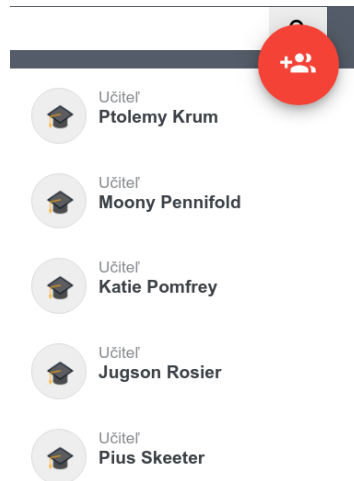 Učiteľ
Ptolemy Krum
Učiteľ
Moony Pennifold
Učiteľ
Katie Pomfrey
Učiteľ
Jugson Rosier
Učiteľ
Pius Skeeter